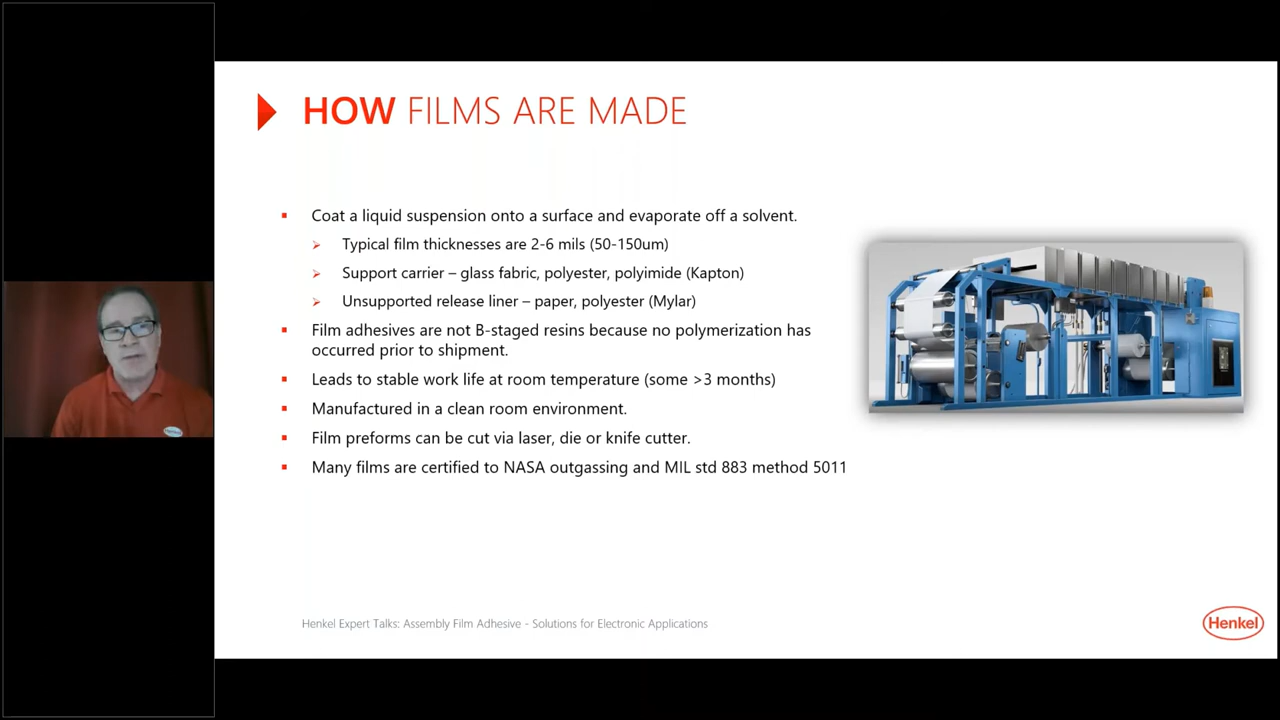 HOW FILMS ARE MADE
Coat a liquid suspension onto a surface and evaporate off a solvent.
Typical film thicknesses are 2-6 mils (50-150um)
Support carrier – glass fabric, polyester, polyimide (Kapton)
Unsupported release liner – paper, polyester (Mylar)
Film adhesives are not B-staged resins because no polymerization has
occurred prior to shipment.
Leads to stable work life at room temperature (some >3 months)
Manufactured in a clean room environment.
Film preforms can be cut via laser, die or knife cutter.
Many films are certified to NASA outgassing and MIL std 883 method 5011
Henkel Expert Talks: Assembly Film Adhesive - Solutions for Electronic Applications
Henkel
Henkel